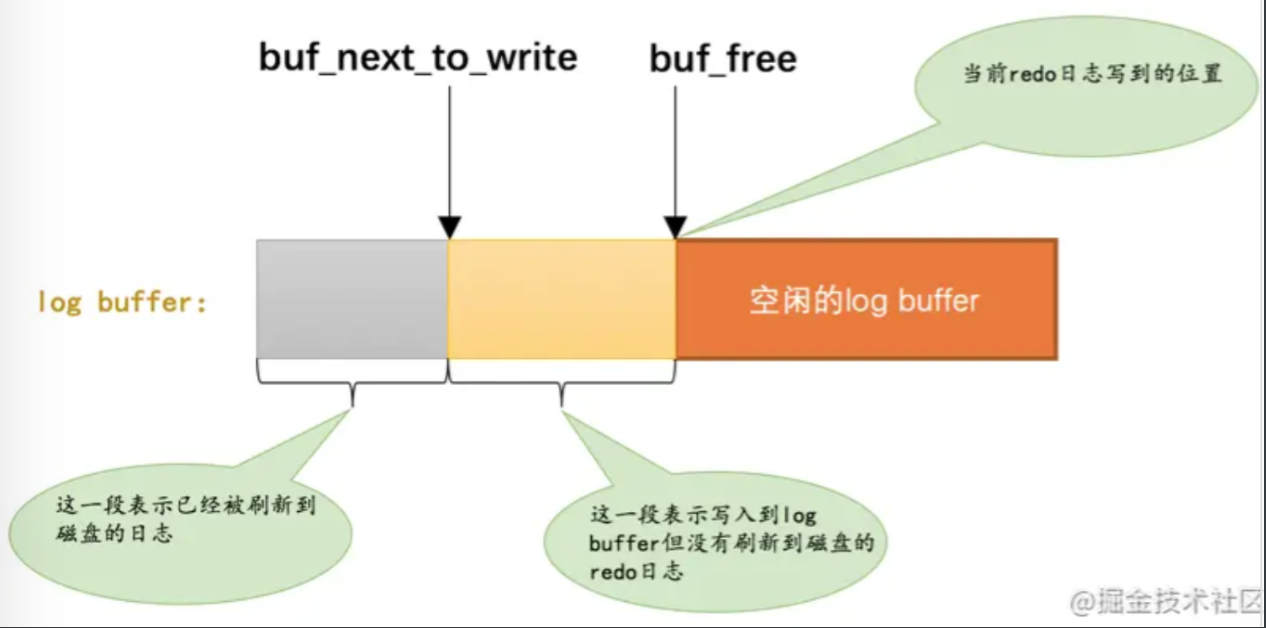 buf_next_to_write
buf_free
当前redo日志写到的位置
log buffer:
空闲的log buffer
这一段表示已经被刷新到
磁盘的日志
这一段表示写入到log
buffer但没有刷新到磁盘的
redo日志
@掘金技术社区